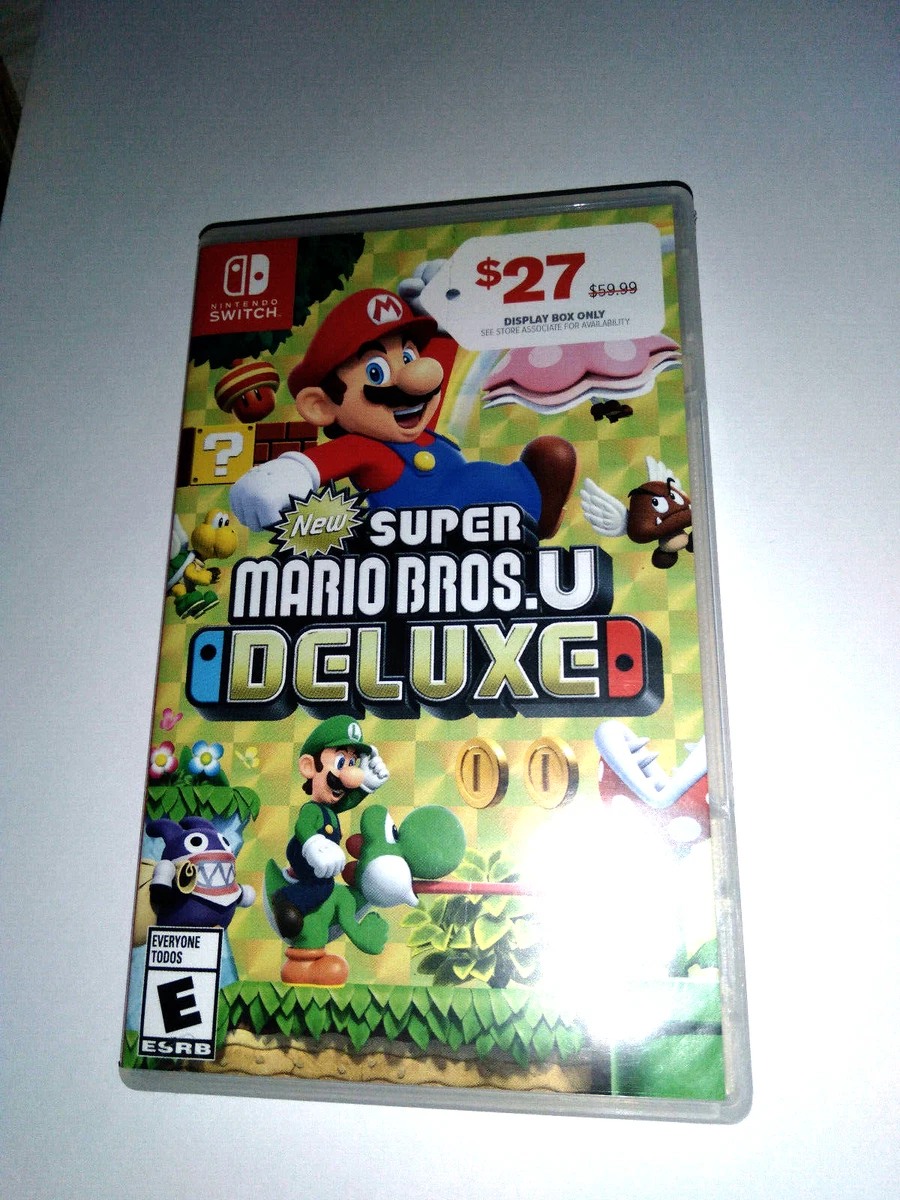 NINTENDO
SWITCH
$27 $59.99
DISPLAY BOX ONLY
SEE STORE ASSOCIATE FOR AVAILABILITY
M
?
New SUPER
MARIO BROS.U
DELUXE
L
EVERYONE
TODOS
E
ESRB